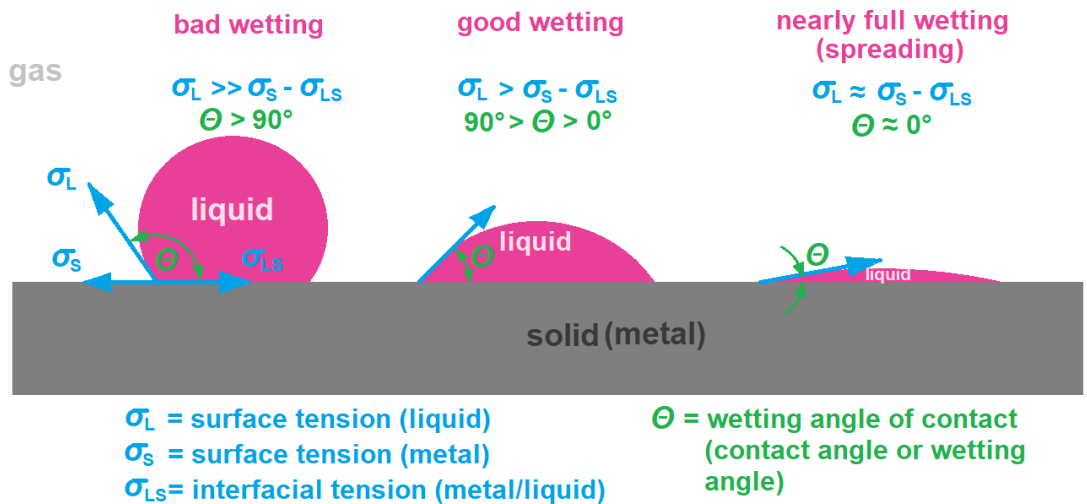 bad wetting
good wetting
nearly full wetting
(spreading)
gas
σL >> σS - σLS
Θ > 90°
σL > σS - σLS
90° > Θ > 0°
σL ≈ σS - σLS
Θ ≈ 0°
σL
liquid
Θ
σS
σLS
liquid
Θ
Θ
liquid
solid (metal)
σL = surface tension (liquid)
σS = surface tension (metal)
σLS= interfacial tension (metal/liquid)
Θ = wetting angle of contact
(contact angle or wetting
angle)